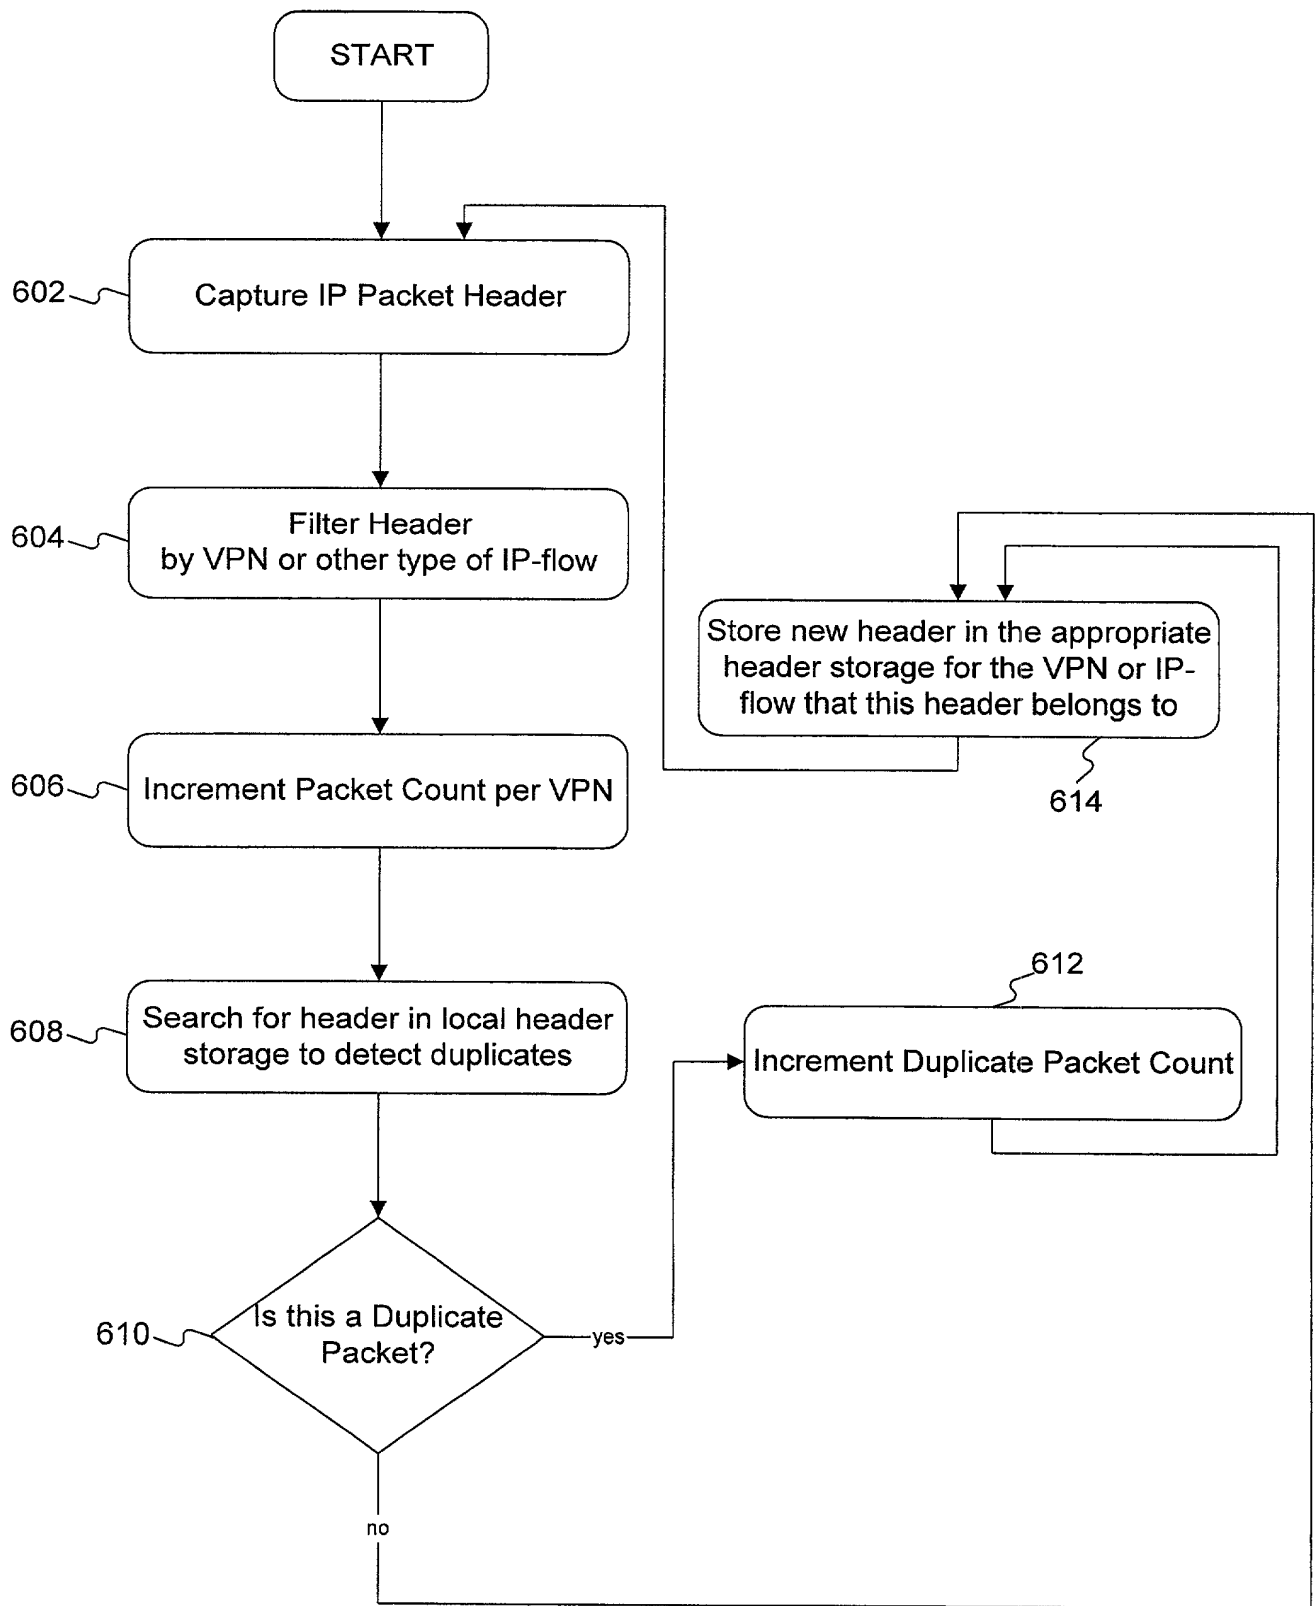 START
602
Capture IP Packet Header
604
Filter Header
by VPN or other type of IP-flow
Store new header in the appropriate
header storage for the VPN or IP-
flow that this header belongs to
614
606
Increment Packet Count per VPN
608
Search for header in local header
storage to detect duplicates
612
Increment Duplicate Packet Count
610
Is this a Duplicate
Packet?
yes
no